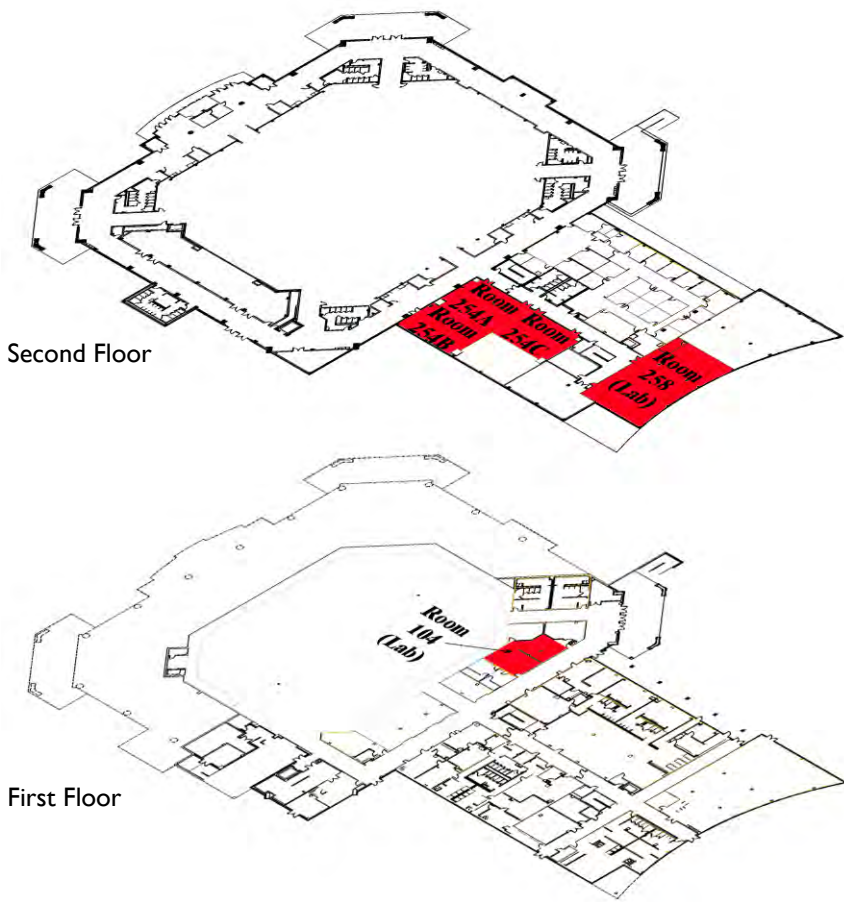 Second Floor
Room
254A
Room
254B
Room
254C
Room
258
(Lab)
First Floor
Room
104
(Lab)